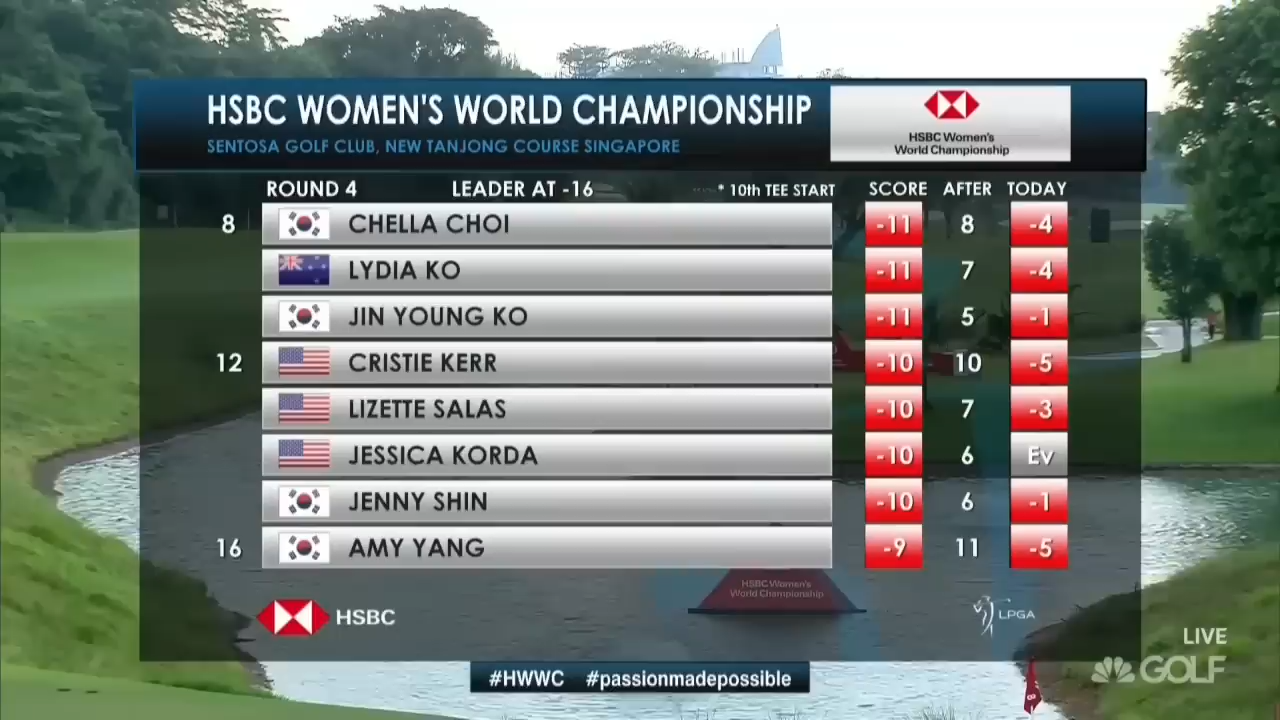 HSBC WOMEN'S WORLD CHAMPIONSHIP
SENTOSA GOLF CLUB, NEW TANJONG COURSE SINGAPORE
HSBC Women's
World Championship
ROUND 4 LEADER AT -16 * 10th TEE START SCORE AFTER TODAY
8 CHELLA CHOI -11 8 -4
LYDIA KO -11 7 -4
JIN YOUNG KO -11 5 -1
12 CRISTIE KERR -10 10 -5
LIZETTE SALAS -10 7 -3
JESSICA KORDA -10 6 Ev
JENNY SHIN -10 6 -1
16 AMY YANG -9 11 -5
HSBC Women's
World Championship
HSBC
LPGA
LIVE
GOLF
#HWWC #passionmadepossible